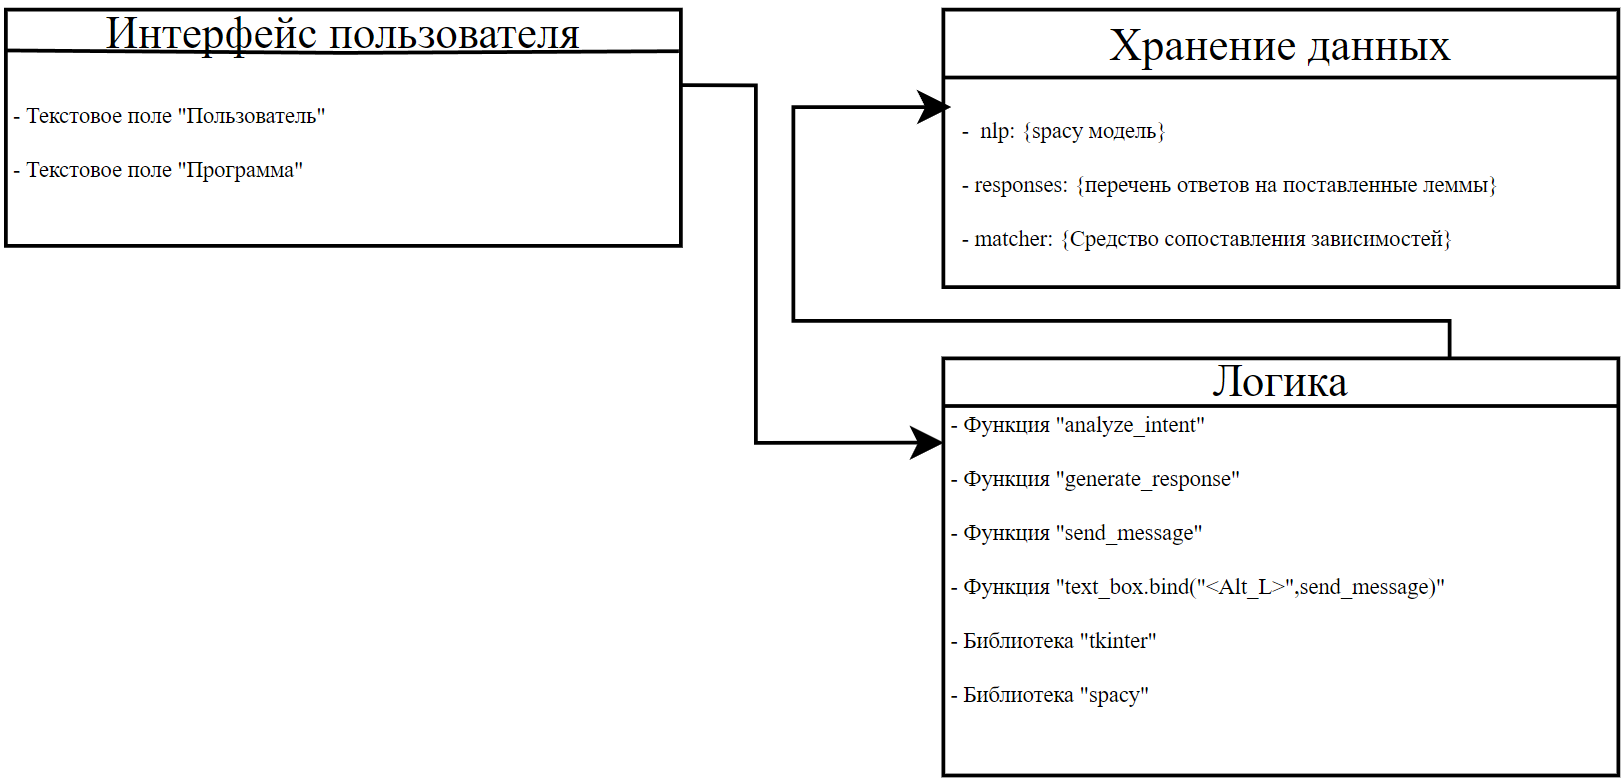 Интерфейс пользователя
- Текстовое поле "Пользователь"
- Текстовое поле "Программа"
Хранение данных
- nlp: {spacy модель}
- responses: {перечень ответов на поставленные леммы}
- matcher: {Средство сопоставления зависимостей}
Логика
- Функция "analyze_intent"
- Функция "generate_response"
- Функция "send_message"
- Функция "text_box.bind("<Alt_L>",send_message)"
- Библиотека "tkinter"
- Библиотека "spacy"